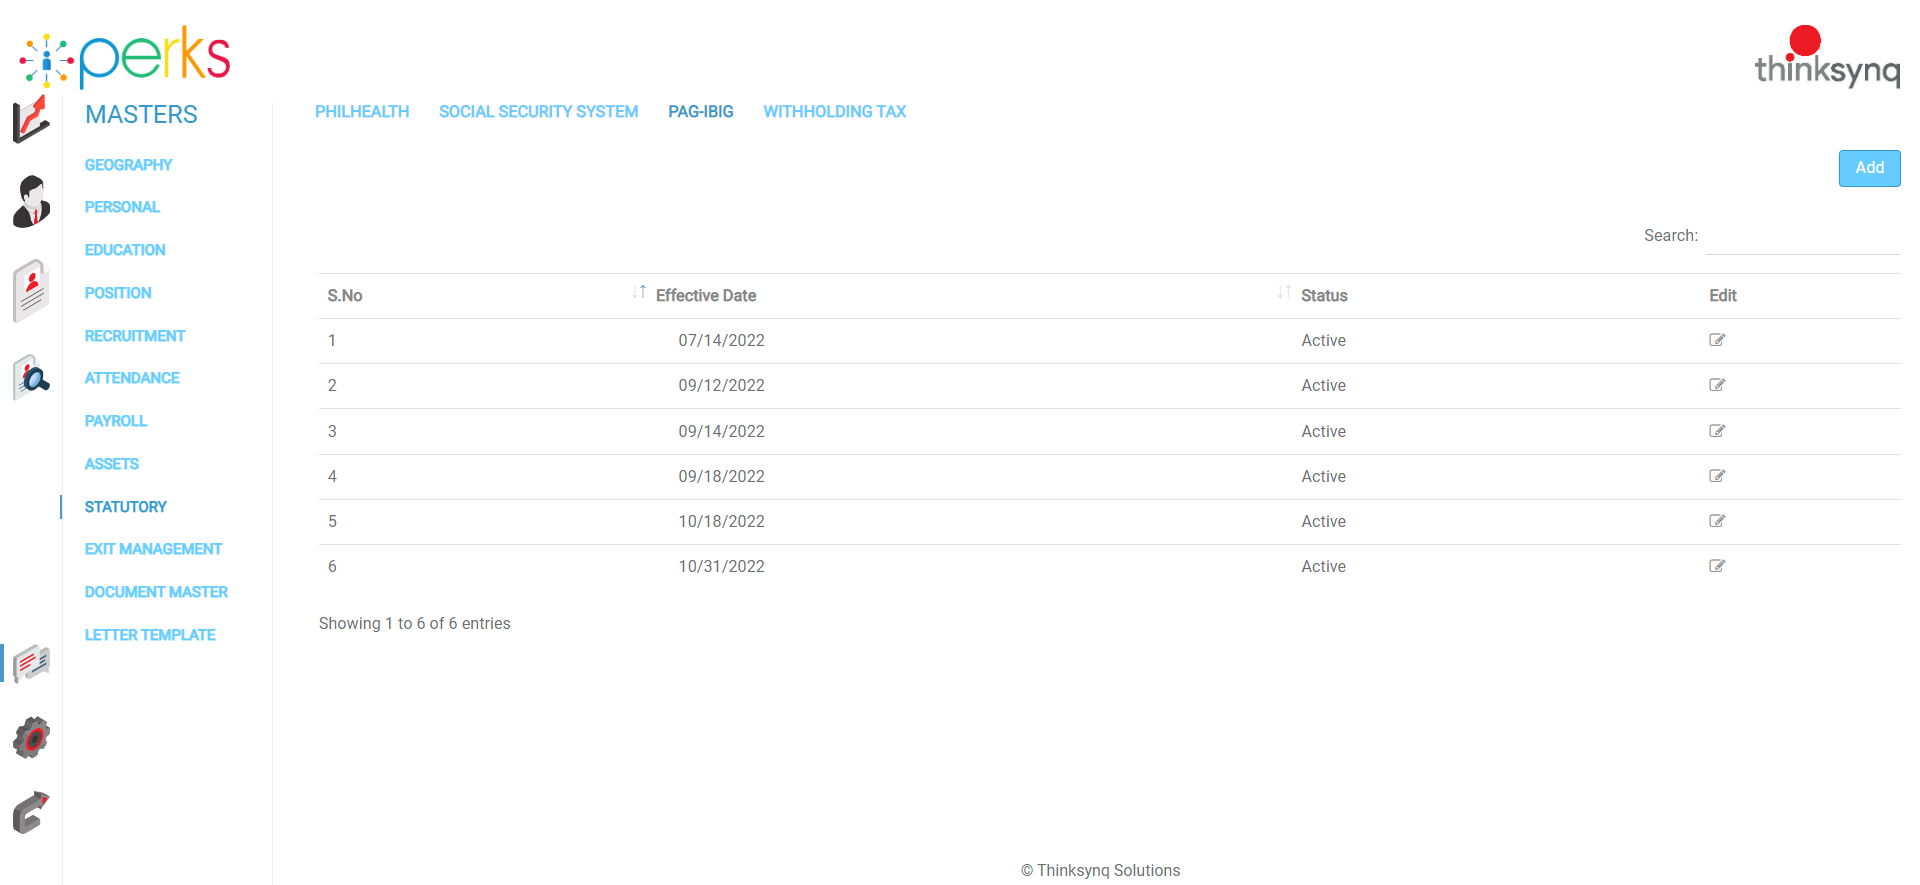 perks
thinksynq
MASTERS
PHILHEALTH SOCIAL SECURITY SYSTEM PAG-IBIG WITHHOLDING TAX
Add
GEOGRAPHY
PERSONAL
EDUCATION
POSITION
RECRUITMENT
ATTENDANCE
PAYROLL
ASSETS
STATUTORY
EXIT MANAGEMENT
DOCUMENT MASTER
LETTER TEMPLATE
Search:
S.No Effective Date Status Edit
1 07/14/2022 Active
2 09/12/2022 Active
3 09/14/2022 Active
4 09/18/2022 Active
5 10/18/2022 Active
6 10/31/2022 Active
Showing 1 to 6 of 6 entries
© Thinksynq Solutions